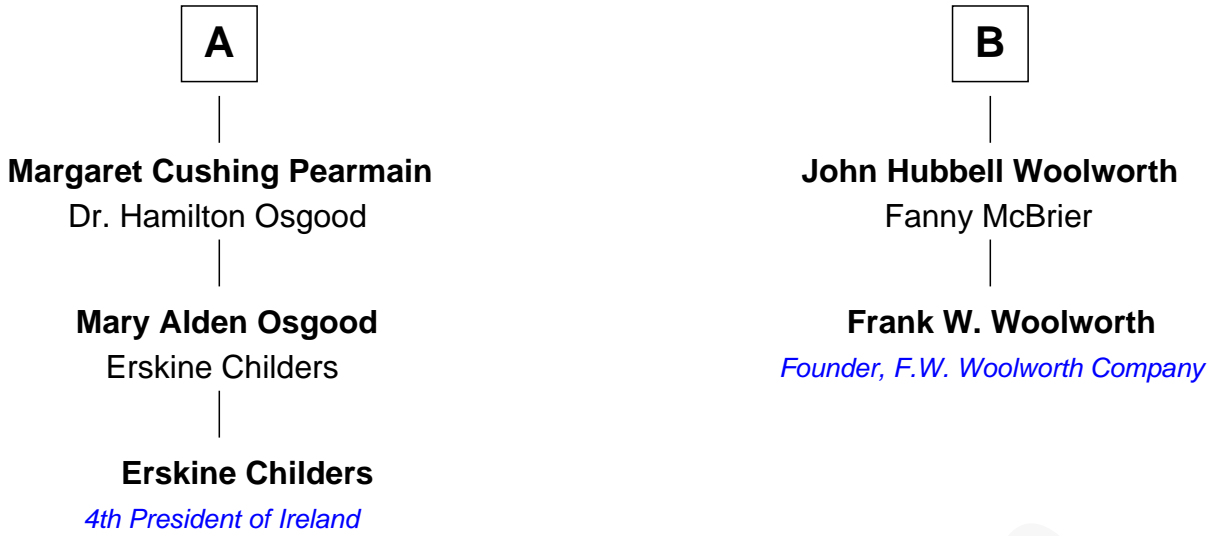 A
Margaret Cushing Pearmain
Dr. Hamilton Osgood
Mary Alden Osgood
Erskine Childers
Erskine Childers
4th President of Ireland
B
John Hubbell Woolworth
Fanny McBrier
Frank W. Woolworth
Founder, F.W. Woolworth Company